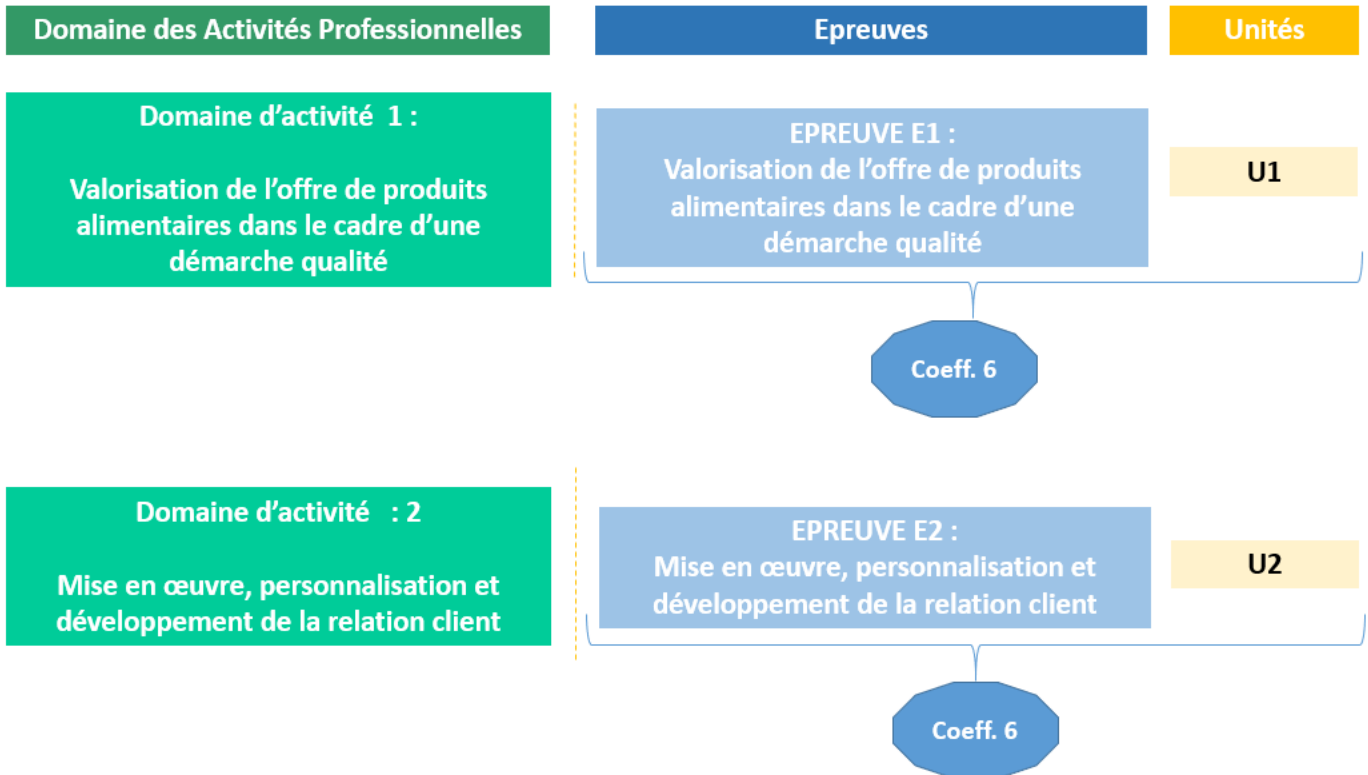 Domaine des Activités Professionnelles
Epreuves
Unités
Domaine d'activité  1 :
Valorisation de l'offre de produits
alimentaires dans le cadre d'une
démarche qualité
EPREUVE E1 :
Valorisation de l'offre de produits
alimentaires dans le cadre d'une
démarche qualité
U1
Coeff. 6
Domaine d'activité   : 2
Mise en œuvre, personnalisation et
développement de la relation client
EPREUVE E2 :
Mise en œuvre, personnalisation et
développement de la relation client
U2
Coeff. 6